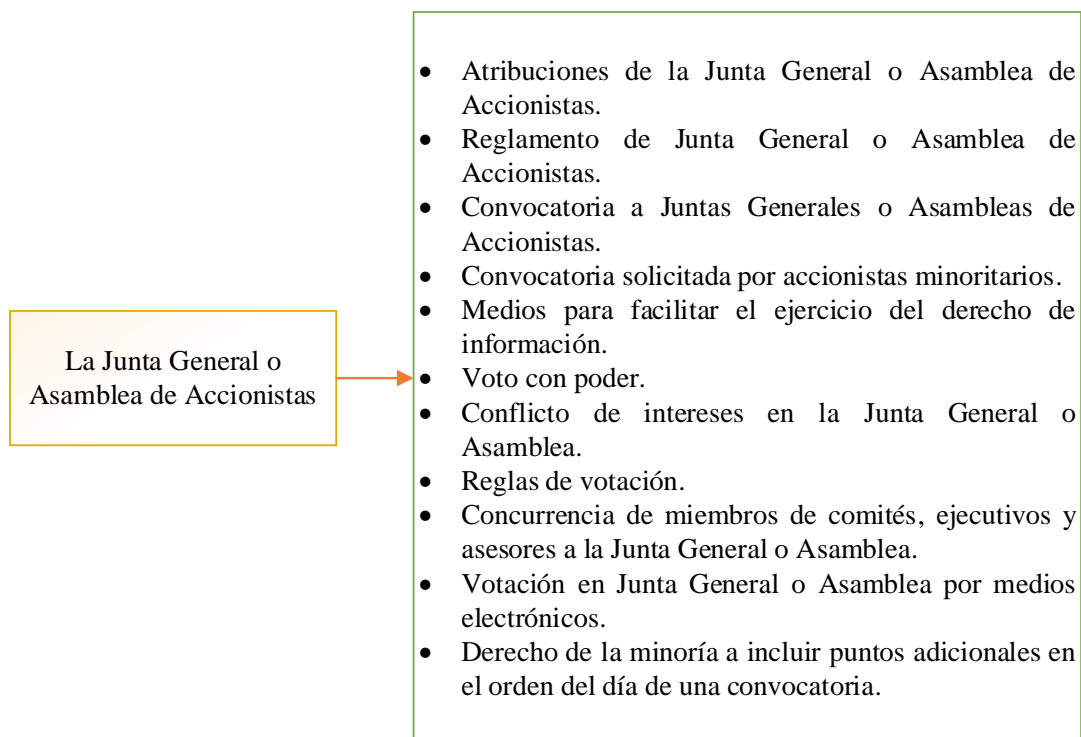 La Junta General o
Asamblea de Accionistas
• Atribuciones de la Junta General o Asamblea de
Accionistas.
• Reglamento de Junta General o Asamblea de
Accionistas.
• Convocatoria a Juntas Generales o Asambleas de
Accionistas.
• Convocatoria solicitada por accionistas minoritarios.
• Medios para facilitar el ejercicio del derecho de
información.
• Voto con poder.
• Conflicto de intereses en la Junta General o
Asamblea.
• Reglas de votación.
• Concurrencia de miembros de comités, ejecutivos y
asesores a la Junta General o Asamblea.
• Votación en Junta General o Asamblea por medios
electrónicos.
• Derecho de la minoría a incluir puntos adicionales en
el orden del día de una convocatoria.